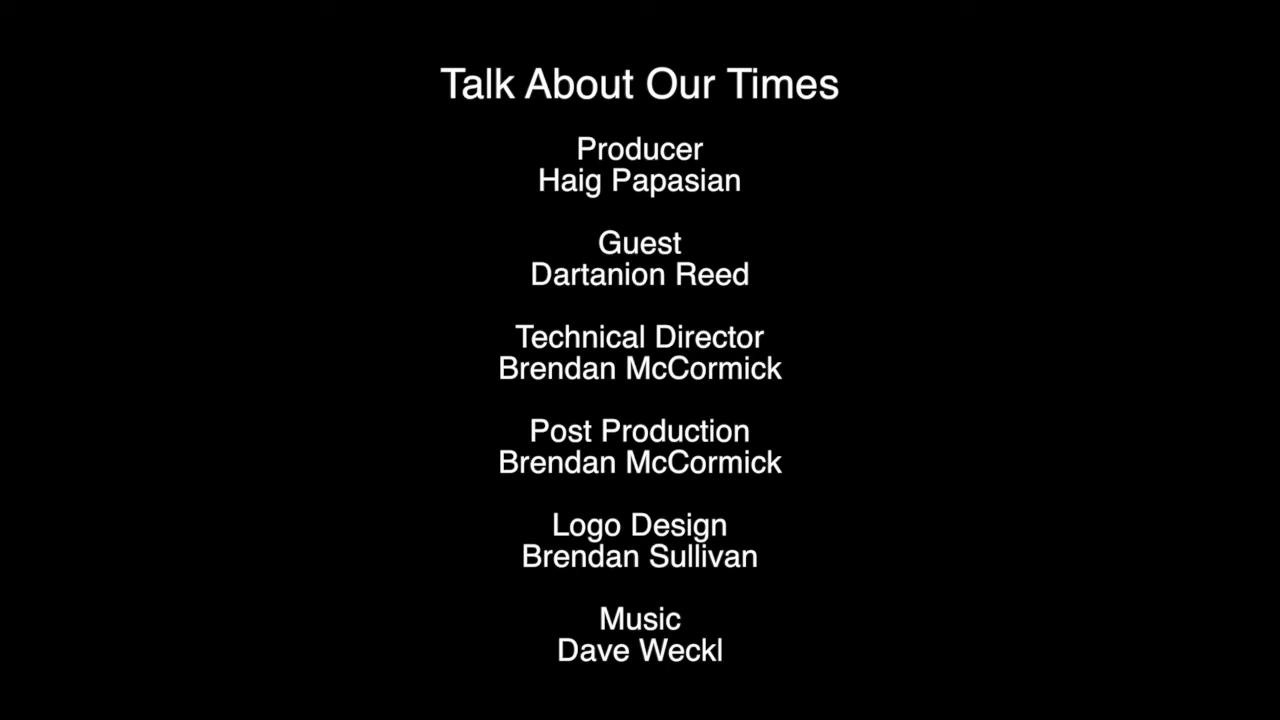 Talk About Our Times
Producer
Haig Papasian
Guest
Dartanion Reed
Technical Director
Brendan McCormick
Post Production
Brendan McCormick
Logo Design
Brendan Sullivan
Music
Dave Weckl